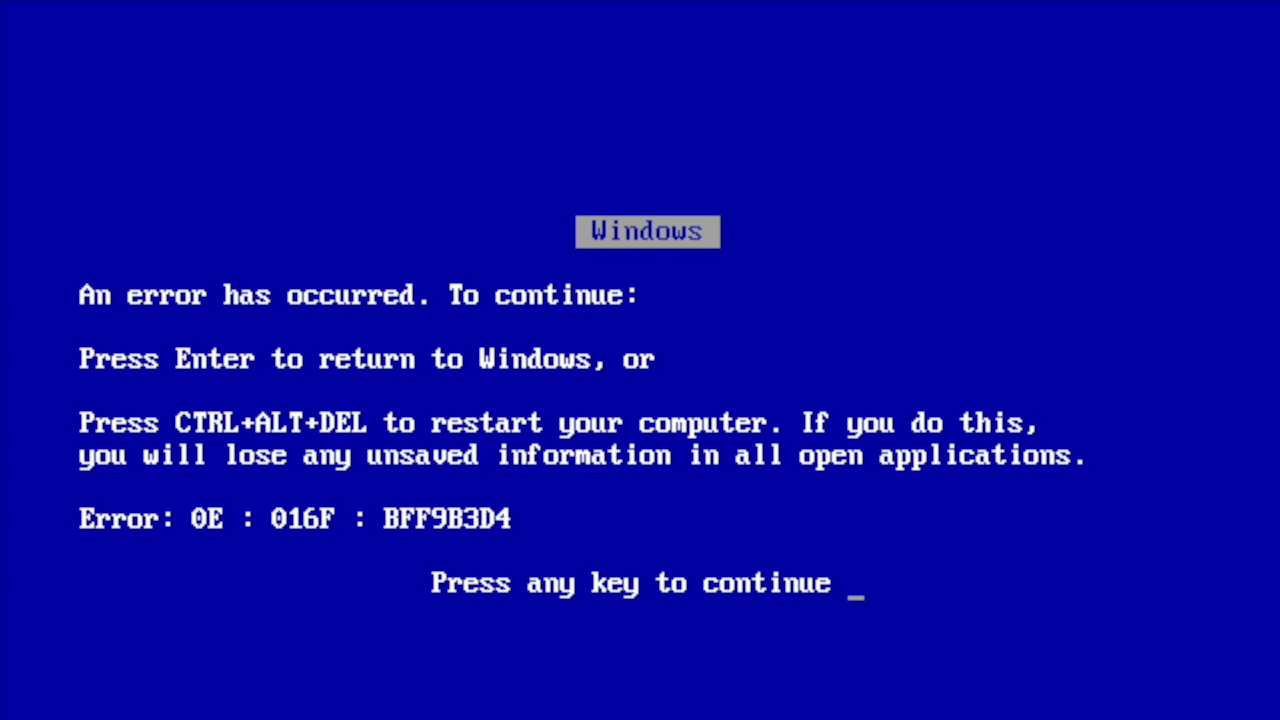 Windows
An error has occurred. To continue:
Press Enter to return to Windows, or
Press CTRL+ALT+DEL to restart your computer. If you do this,
you will lose any unsaved information in all open applications.
Error: 0E : 016F : BFF9B3D4
Press any key to continue _